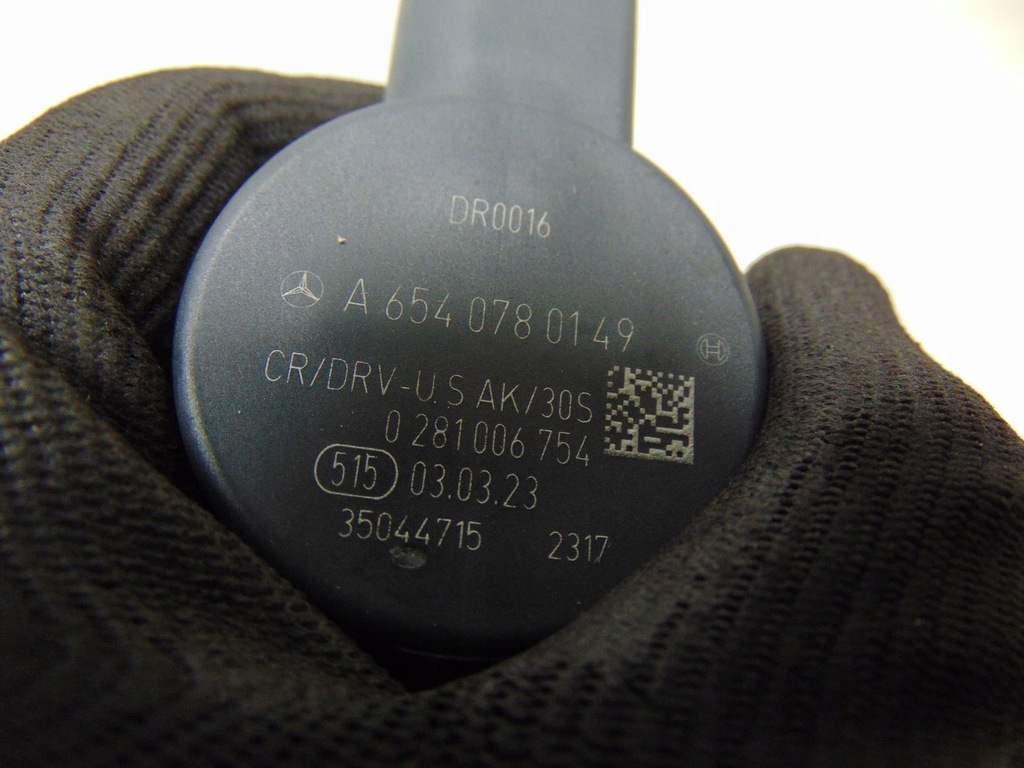 DR0016
A 654 078 01 49
CR/DRV-U.S AK/30S
0 281 006 754
515 03.03.23
35044715 2317